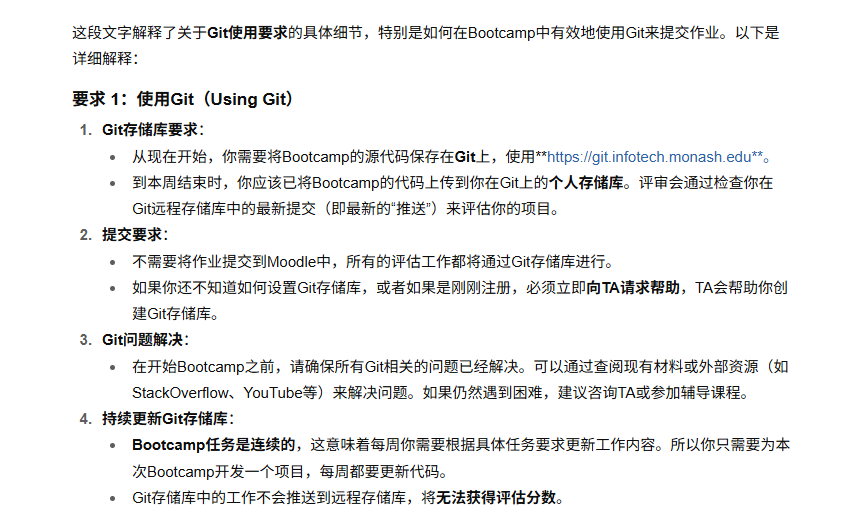 这段文字解释了关于Git使用要求的具体细节，特别是如何在Bootcamp中有效地使用Git来提交作业。以下是
详细解释：
要求 1：使用Git（Using Git）
1. Git存储库要求：
• 从现在开始，你需要将Bootcamp的源代码保存在Git上，使用**https://git.infotech.monash.edu**。
• 到本周结束时，你应该已将Bootcamp的代码上传到你在Git上的个人存储库。评审会通过检查你在
Git远程存储库中的最新提交（即最新的“推送”）来评估你的项目。
2. 提交要求：
• 不需要将作业提交到Moodle中，所有的评估工作都将通过Git存储库进行。
• 如果你还不知道如何设置Git存储库，或者如果是刚刚注册，必须立即向TA请求帮助，TA会帮助你创
建Git存储库。
3. Git问题解决：
• 在开始Bootcamp之前，请确保所有Git相关的问题已经解决。可以通过查阅现有材料或外部资源（如
StackOverflow、YouTube等）来解决问题。如果仍然遇到困难，建议咨询TA或参加辅导课程。
4. 持续更新Git存储库：
• Bootcamp任务是连续的，这意味着每周你需要根据具体任务要求更新工作内容。所以你只需要为本
次Bootcamp开发一个项目，每周都要更新代码。
• Git存储库中的工作不会推送到远程存储库，将无法获得评估分数。